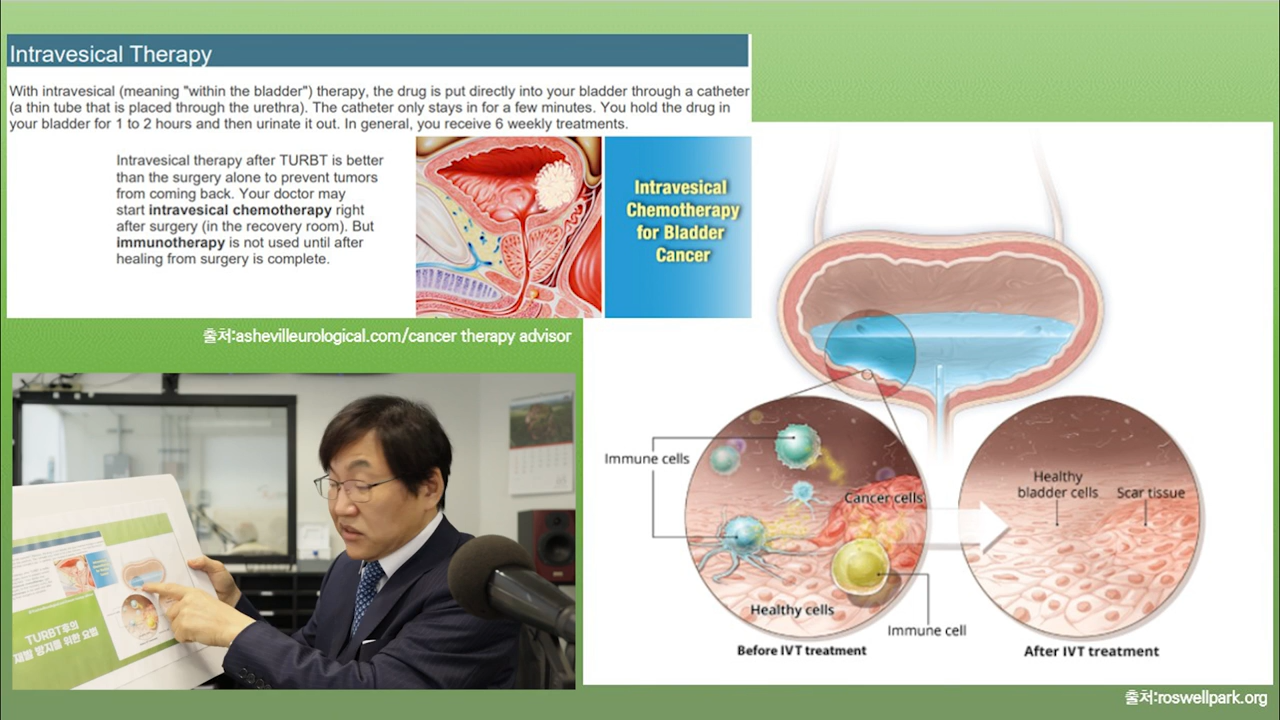 Intravesical Therapy
With intravesical (meaning "within the bladder") therapy, the drug is put directly into your bladder through a catheter
(a thin tube that is placed through the urethra). The catheter only stays in for a few minutes. You hold the drug in
your bladder for 1 to 2 hours and then urinate it out. In general, you receive 6 weekly treatments.
Intravesical therapy after TURBT is better
than the surgery alone to prevent tumors
from coming back. Your doctor may
start intravesical chemotherapy right
after surgery (in the recovery room). But
immunotherapy is not used until after
healing from surgery is complete.
Intravesical
Chemotherapy
for Bladder
Cancer
출처:ashevilleurological.com/cancer therapy advisor
Immune cells
Cancer cells
Healthy cells
Immune cell
Before IVT treatment
Healthy
bladder cells
Scar tissue
After IVT treatment
TURBT후의
재발 방지를 위한 요법
출처:roswellpark.org